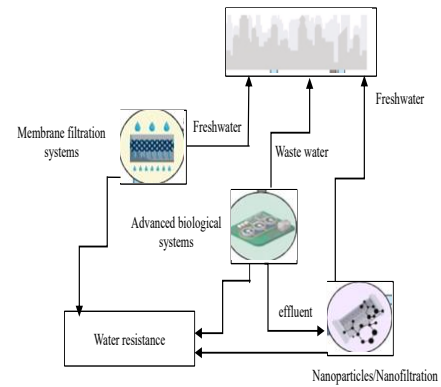 Freshwater
Freshwater
Membrane filtration
systems
Waste water
Advanced biological
systems
effluent
Water resistance
Nanoparticles/Nanofiltration